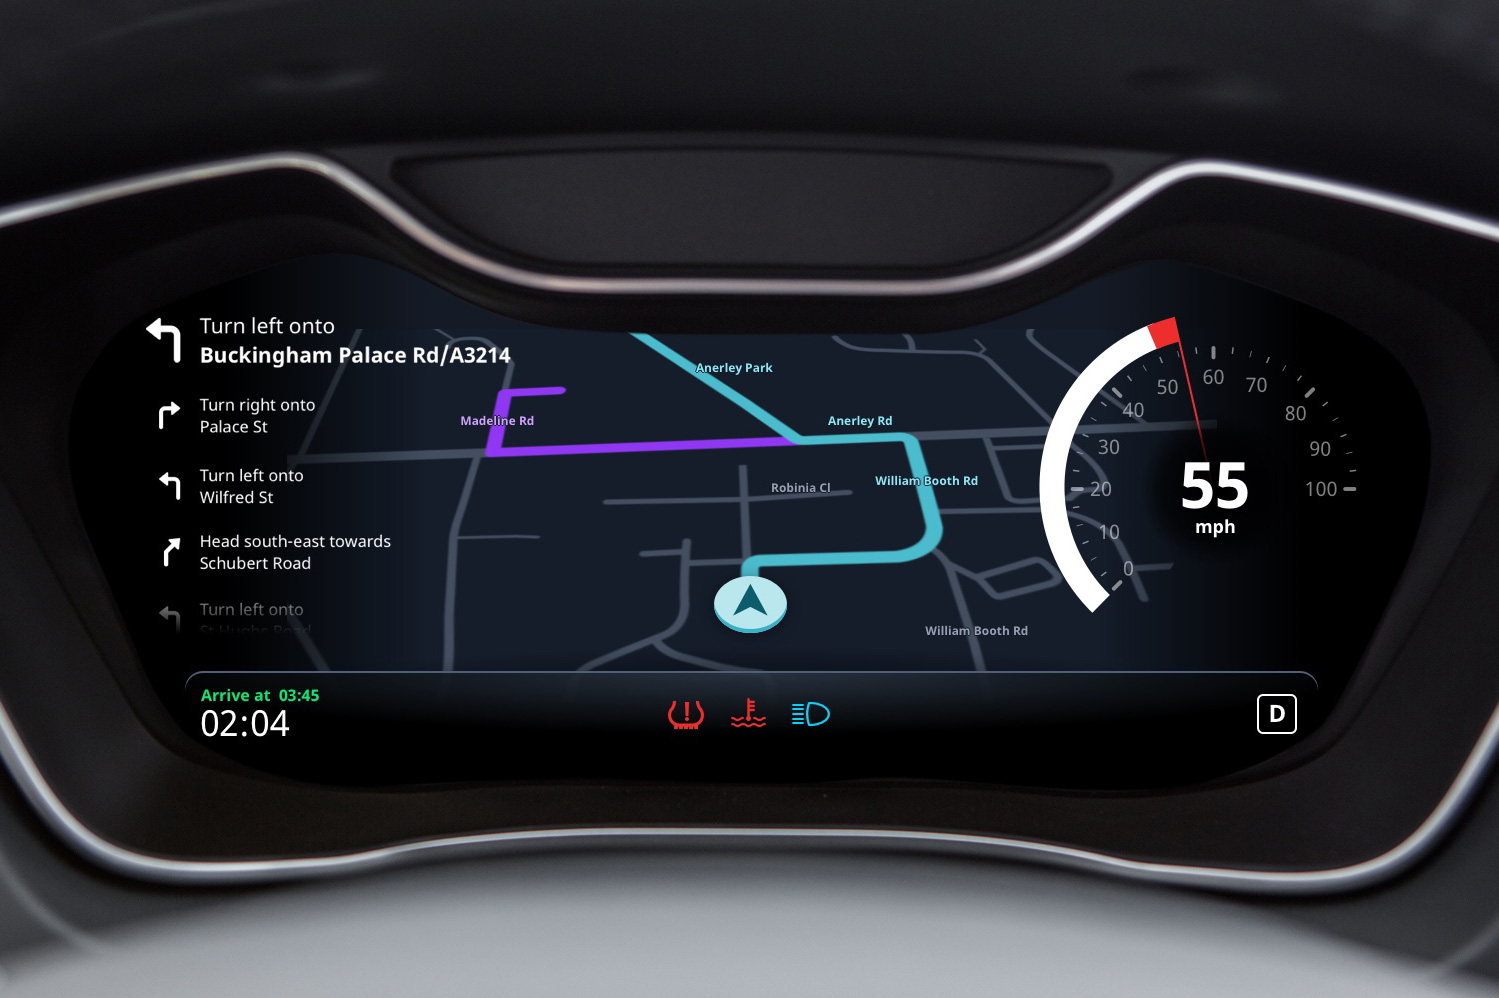 Turn left onto
Buckingham Palace Rd/A3214
Turn right onto
Palace St
Turn left onto
Wilfred St
Head south-east towards
Schubert Road
Turn left onto
St Hughs Road
Anerley Park
Madeline Rd
Anerley Rd
Robinia Cl
William Booth Rd
William Booth Rd
0
10
20
30
40
50
60
70
80
90
100
55
mph
Arrive at 03:45
02:04
D